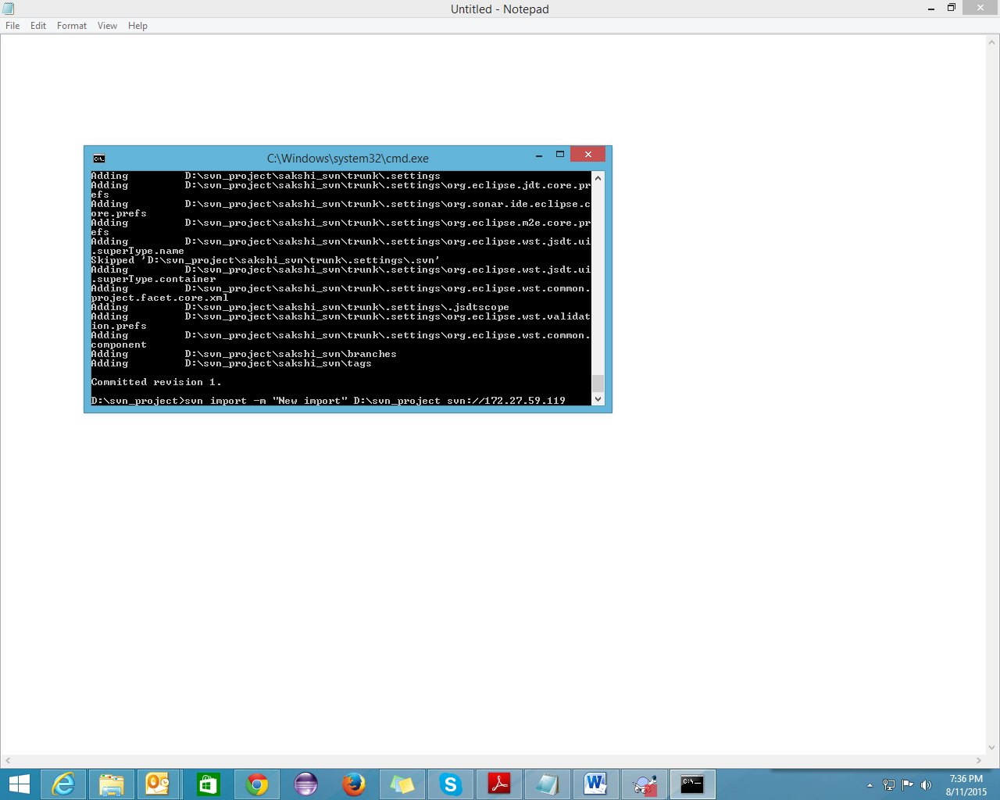 Untitled - Notepad
File Edit Format View Help
C:\Windows\system32\cmd.exe
Adding         D:\svn_project\sakshi_svn\trunk\.settings
Adding         D:\svn_project\sakshi_svn\trunk\.settings\org.eclipse.jdt.core.pr
efs
Adding         D:\svn_project\sakshi_svn\trunk\.settings\org.sonar.ide.eclipse.c
ore.prefs
Adding         D:\svn_project\sakshi_svn\trunk\.settings\org.eclipse.m2e.core.pr
efs
Adding         D:\svn_project\sakshi_svn\trunk\.settings\org.eclipse.wst.jsdt.ui
.superType.name
Skipped 'D:\svn_project\sakshi_svn\trunk\.settings\.svn'
Adding         D:\svn_project\sakshi_svn\trunk\.settings\org.eclipse.wst.jsdt.ui
.superType.container
Adding         D:\svn_project\sakshi_svn\trunk\.settings\org.eclipse.wst.common.
project.facet.core.xml
Adding         D:\svn_project\sakshi_svn\trunk\.settings\.jsdtscope
Adding         D:\svn_project\sakshi_svn\trunk\.settings\org.eclipse.wst.validat
ion.prefs
Adding         D:\svn_project\sakshi_svn\trunk\.settings\org.eclipse.wst.common.
component
Adding         D:\svn_project\sakshi_svn\branches
Adding         D:\svn_project\sakshi_svn\tags
Committed revision 1.
D:\svn_project>svn import -m "New import" D:\svn_project svn://172.27.59.119
7:36 PM
8/11/2015